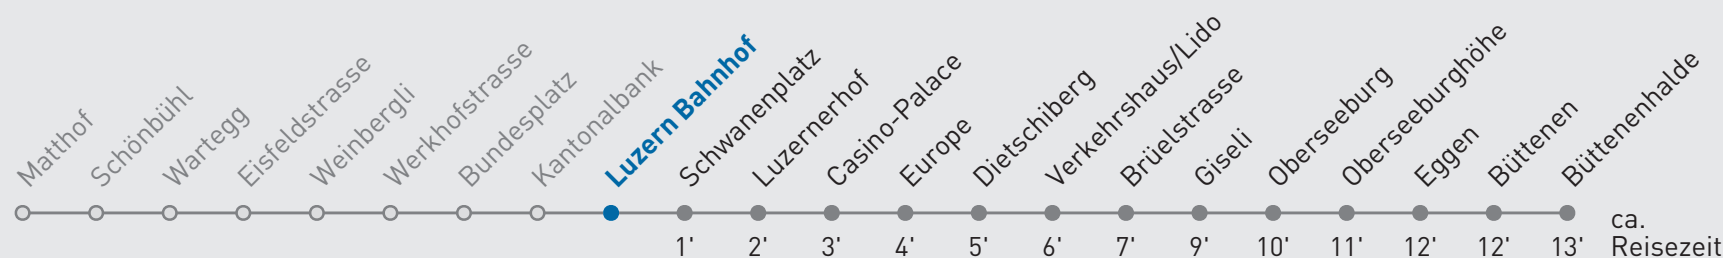 Matthof
Schönbühl
Wartegg
Eisfeldstrasse
Weinbergli
Werkhofstrasse
Bundesplatz
Kantonalbank
Luzern Bahnhof
Schwanenplatz
Luzernerhof
Casino-Palace
Europe
Dietschiberg
Verkehrshaus/Lido
Brüelstrasse
Giseli
Oberseeburg
Oberseeburghöhe
Eggen
Büttenen
Büttenhalde
1' 2' 3' 4' 5' 6' 7' 9' 10' 11' 12' 12' 13'
ca.
Reisezeit